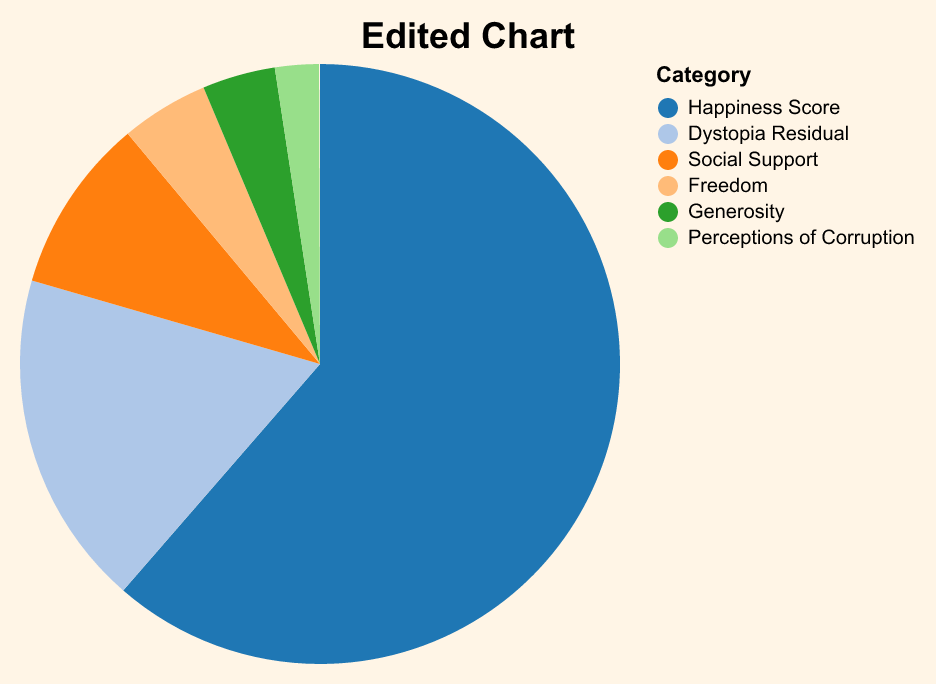 Edited Chart
Category
Happiness Score
Dystopia Residual
Social Support
Freedom
Generosity
Perceptions of Corruption